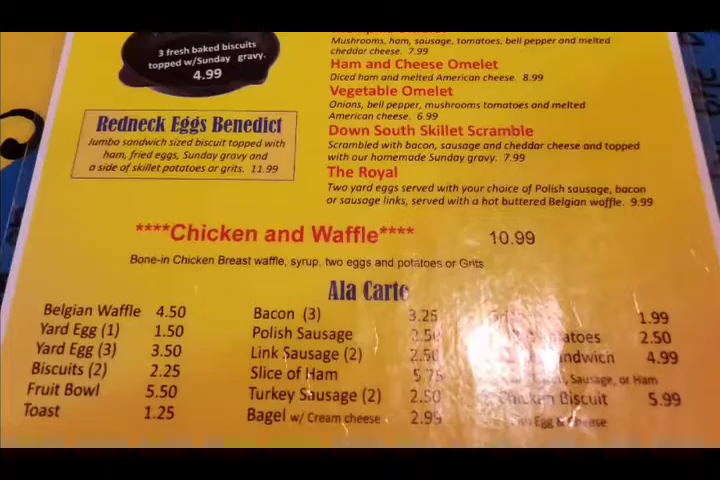 3 fresh baked biscuits
topped w/Sunday gravy.
4.99
Redneck Eggs Benedict
Jumbo sandwich sized biscuit topped with
ham, fried eggs, Sunday gravy and
a side of skillet potatoes or grits. 11.99
Mushrooms, ham, sausage, tomatoes, bell pepper and melted
cheddar cheese. 7.99
Ham and Cheese Omelet
Diced ham and melted American cheese. 8.99
Vegetable Omelet
Onions, bell pepper, mushrooms tomatoes and melted
American cheese. 6.99
Down South Skillet Scramble
Scrambled with bacon, sausage and cheddar cheese and topped
with our homemade Sunday gravy. 7.99
The Royal
Two yard eggs served with your choice of Polish sausage, bacon
or sausage links, served with a hot buttered Belgian waffle. 9.99
****Chicken and Waffle**** 10.99
Bone-in Chicken Breast waffle, syrup, two eggs and potatoes or Grits
Ala Carte
Belgian Waffle 4.50
Yard Egg (1) 1.50
Yard Egg (3) 3.50
Biscuits (2) 2.25
Fruit Bowl 5.50
Toast 1.25
Bacon (3) 3.25
Polish Sausage 2.50
Link Sausage (2) 2.50
Slice of Ham 5.75
Turkey Sausage (2) 2.50
Bagel w/ Cream cheese 2.99
1.99
2.50
4.99
Sausage, or Ham
Chicken Biscuit 5.99
Egg & Cheese